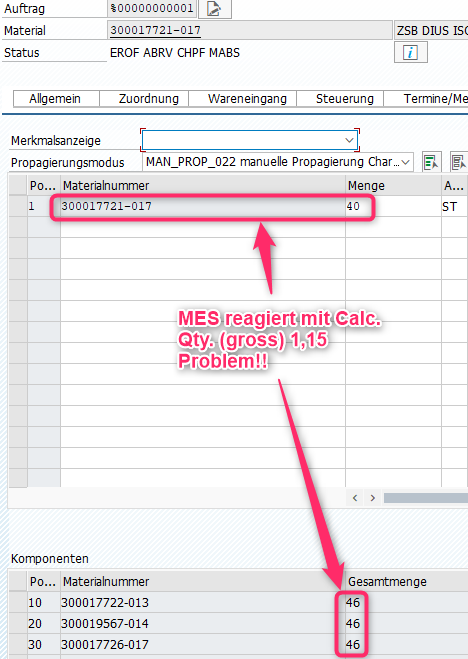 Auftrag %00000000001
Material 300017721-017 ZSB DIUS ISO
Status EROF ABRV CHPF MABS
Allgemein Zuordnung Wareneingang Steuerung Termine/Me
Merkmalsanzeige
Propagierungsmodus MAN_PROP_022 manuelle Propagierung Char...
Po... Materialnummer Menge A...
1 300017721-017 40 ST
MES reagiert mit Calc.
Qty. (gross) 1,15
Problem!!
Komponenten
Po... Materialnummer Gesamtmenge
10 300017722-013 46
20 300019567-014 46
30 300017726-017 46